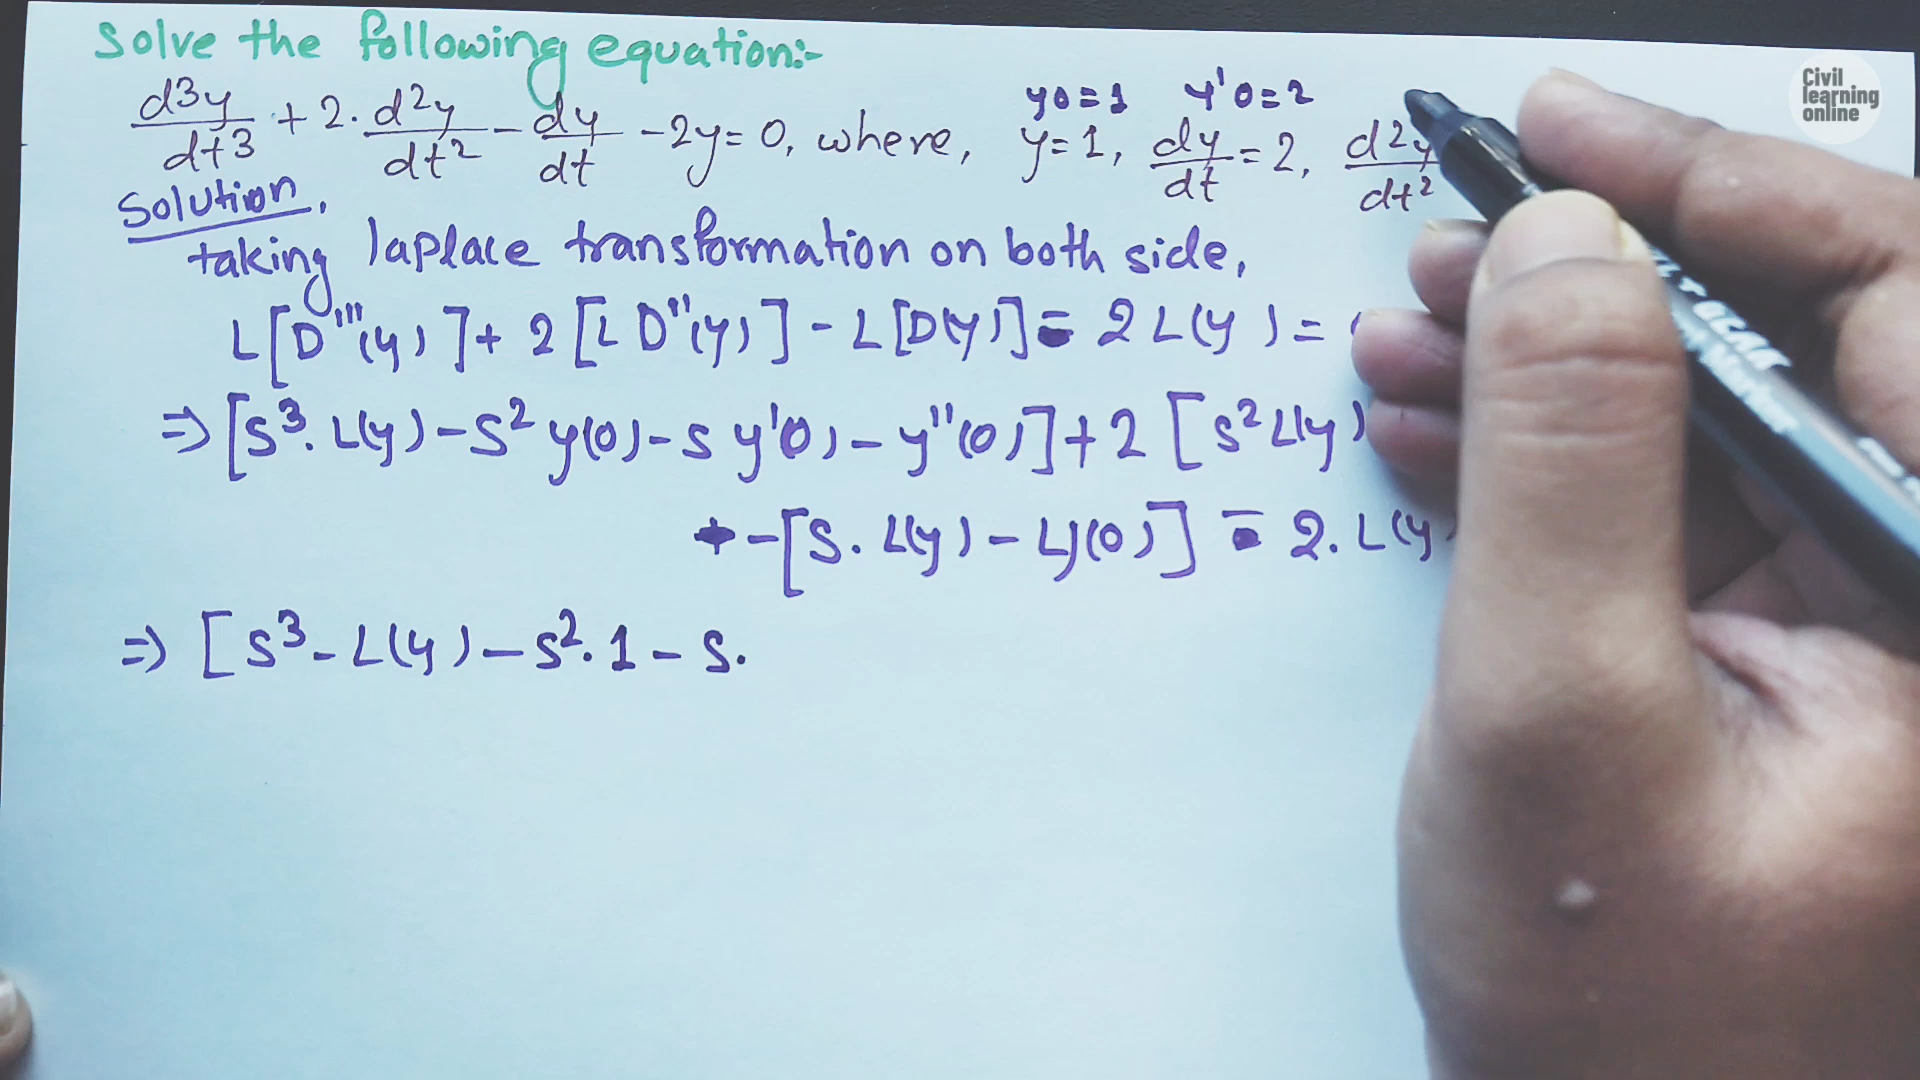 Solve the following equation:-
y0=1 y'0=2
d3y/dt3 + 2. d2y/dt2 - dy/dt - 2y=0, where, y=1, dy/dt=2, d2y/dt2
Solution,
taking laplace transformation on both side,
L[D'''(y)]+ 2[L D''(y)] - L[D(y)] - 2L(y) =
⇒ [S3. L(y) - S2 y(0) - s y'0) - y''(0)] + 2 [S2L(y)
- [S. L(y) - y(0)] - 2. L(y)
⇒ [S3 - L(y) - S2. 1 - S.
Civil
learning
online